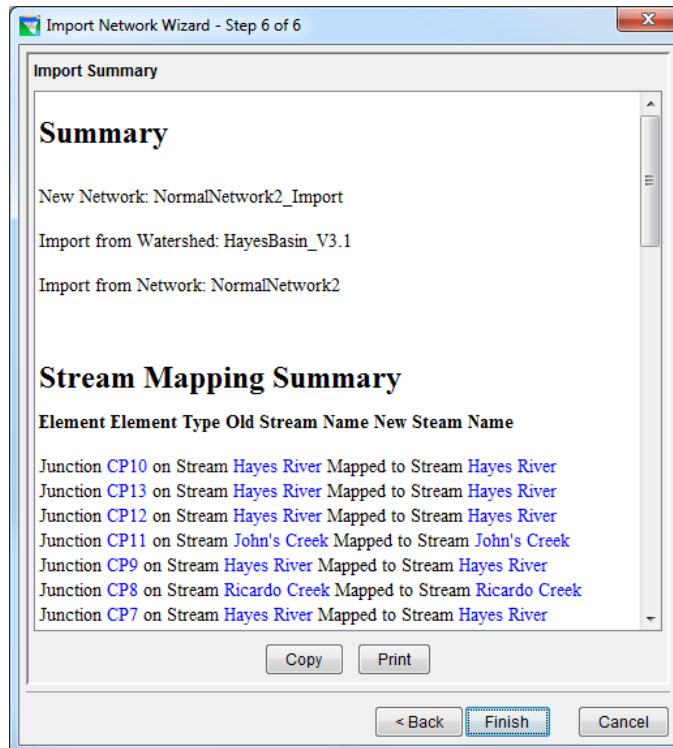 Import Network Wizard - Step 6 of 6
Import Summary
Summary
New Network: NormalNetwork2_Import
Import from Watershed: HayesBasin_V3.1
Import from Network: NormalNetwork2
Stream Mapping Summary
Element Element Type Old Stream Name New Steam Name
Junction CP10 on Stream Hayes River Mapped to Stream Hayes River
Junction CP13 on Stream Hayes River Mapped to Stream Hayes River
Junction CP12 on Stream Hayes River Mapped to Stream Hayes River
Junction CP11 on Stream John's Creek Mapped to Stream John's Creek
Junction CP9 on Stream Hayes River Mapped to Stream Hayes River
Junction CP8 on Stream Ricardo Creek Mapped to Stream Ricardo Creek
Junction CP7 on Stream Hayes River Mapped to Stream Hayes River
Copy Print
< Back Finish Cancel